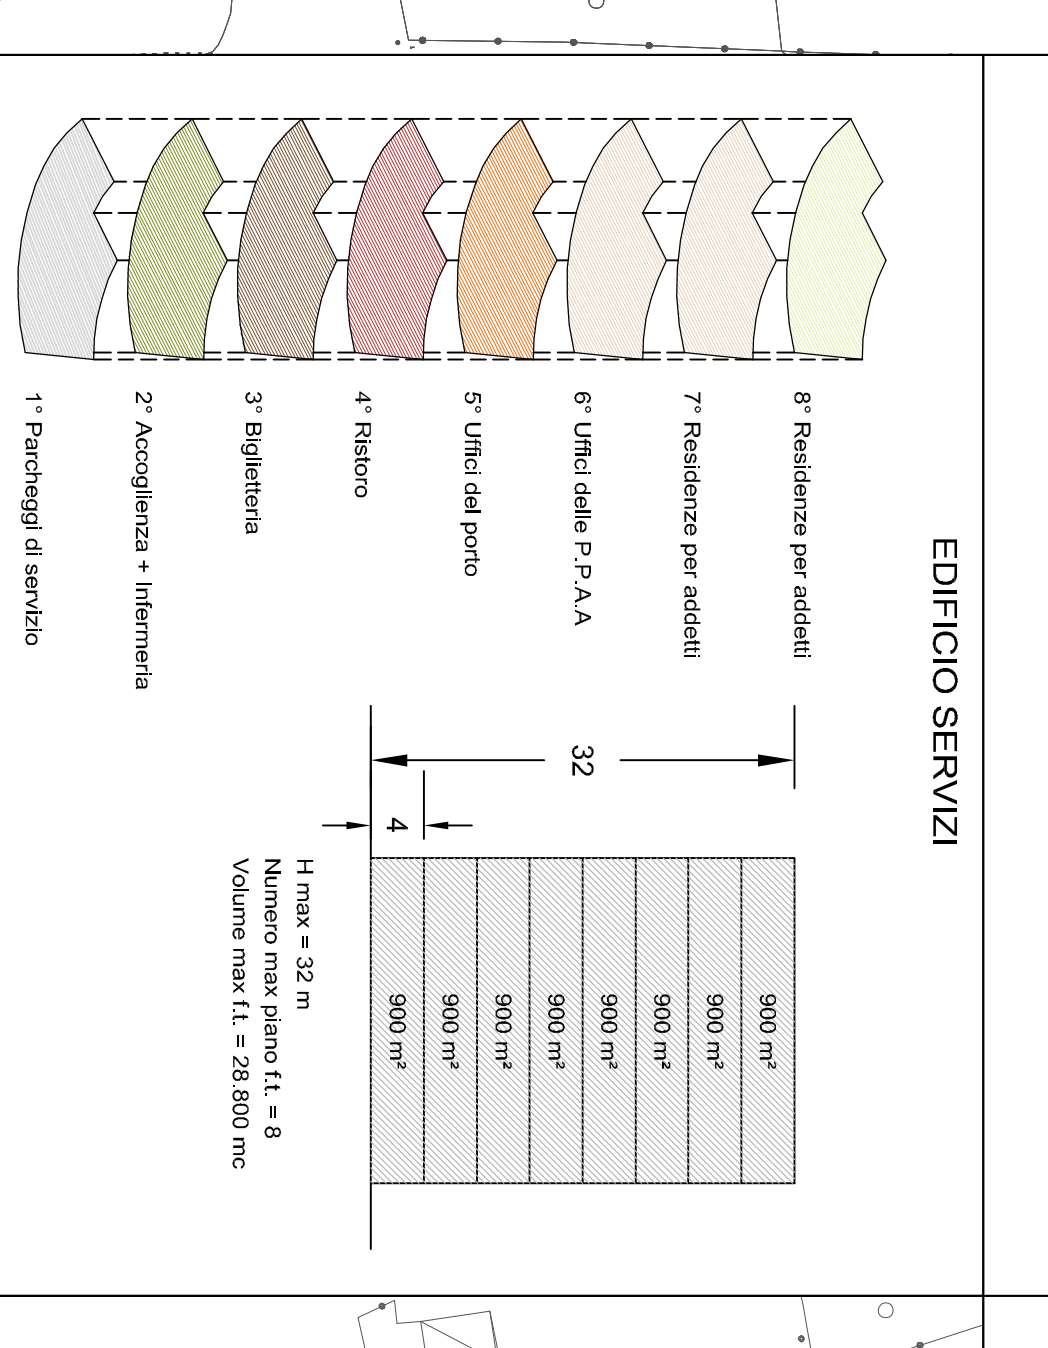 EDIFICIO SERVIZI
8° Residenze per addetti
7° Residenze per addetti
6° Uffici delle P.P.A.A
5° Uffici del porto
4° Ristoro
3° Biglietteria
2° Accoglienza + Infermeria
1° Parcheggi di servizio
32
4
900 m²
900 m²
900 m²
900 m²
900 m²
900 m²
900 m²
900 m²
H max = 32 m
Numero max piano f.t. = 8
Volume max f.t. = 28.800 mc